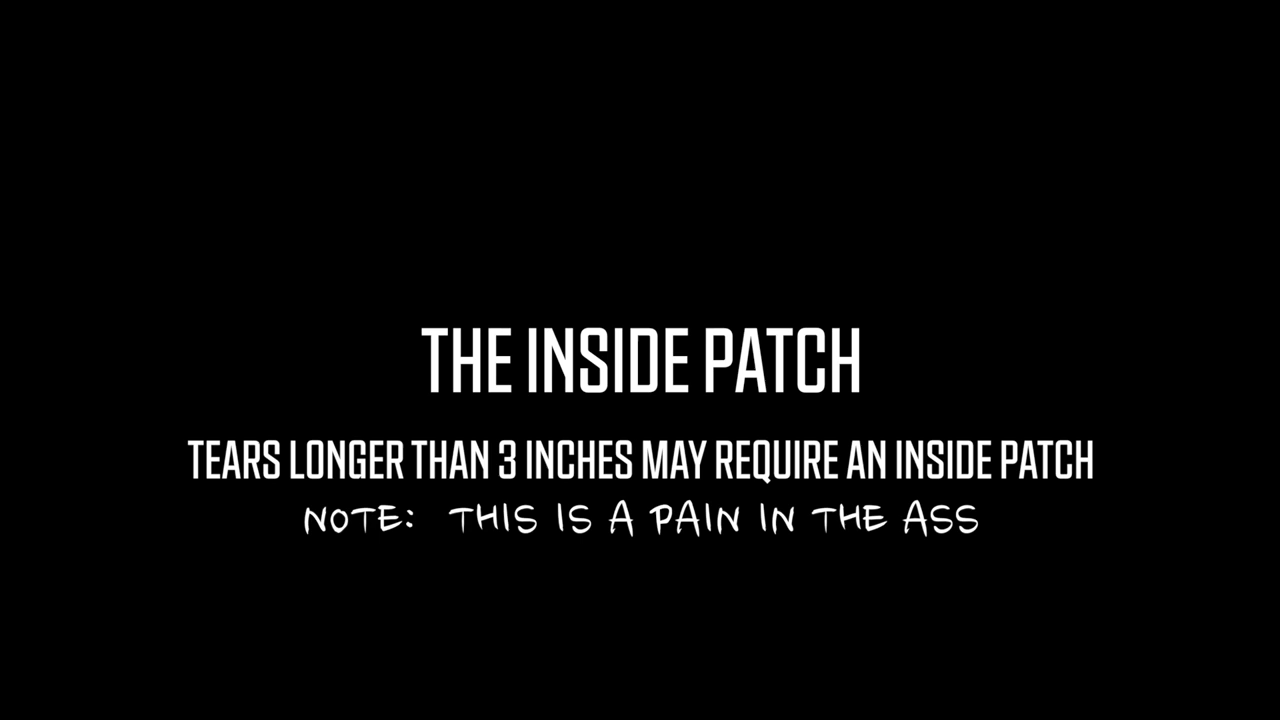 THE INSIDE PATCH
TEARS LONGER THAN 3 INCHES MAY REQUIRE AN INSIDE PATCH
NOTE: THIS IS A PAIN IN THE ASS